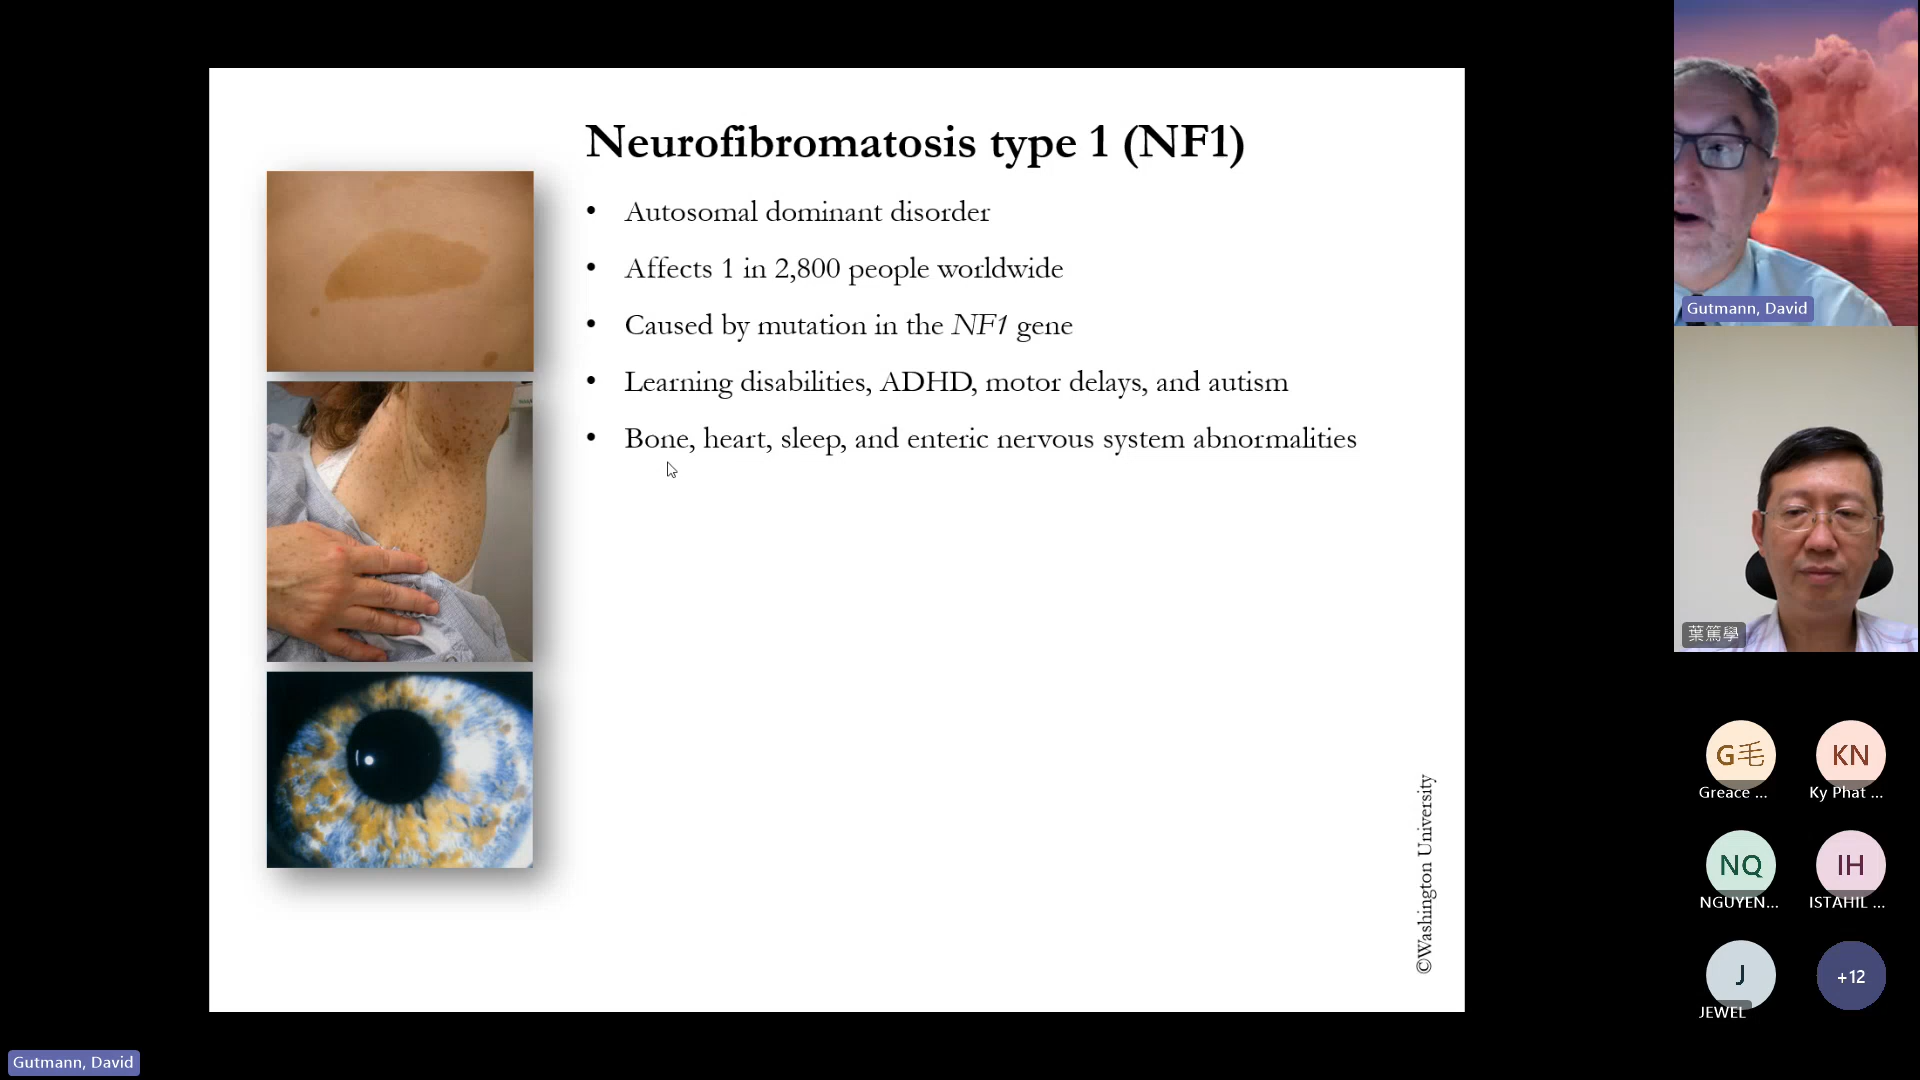 Neurofibromatosis type 1 (NF1)
• Autosomal dominant disorder
• Affects 1 in 2,800 people worldwide
• Caused by mutation in the NF1 gene
• Learning disabilities, ADHD, motor delays, and autism
• Bone, heart, sleep, and enteric nervous system abnormalities
©Washington University
Gutmann, David
葉篤學
G毛
Greace ...
KN
Ky Phat ...
NQ
NGUYEN...
IH
ISTAHIL ...
J
JEWEL
+12
Gutmann, David